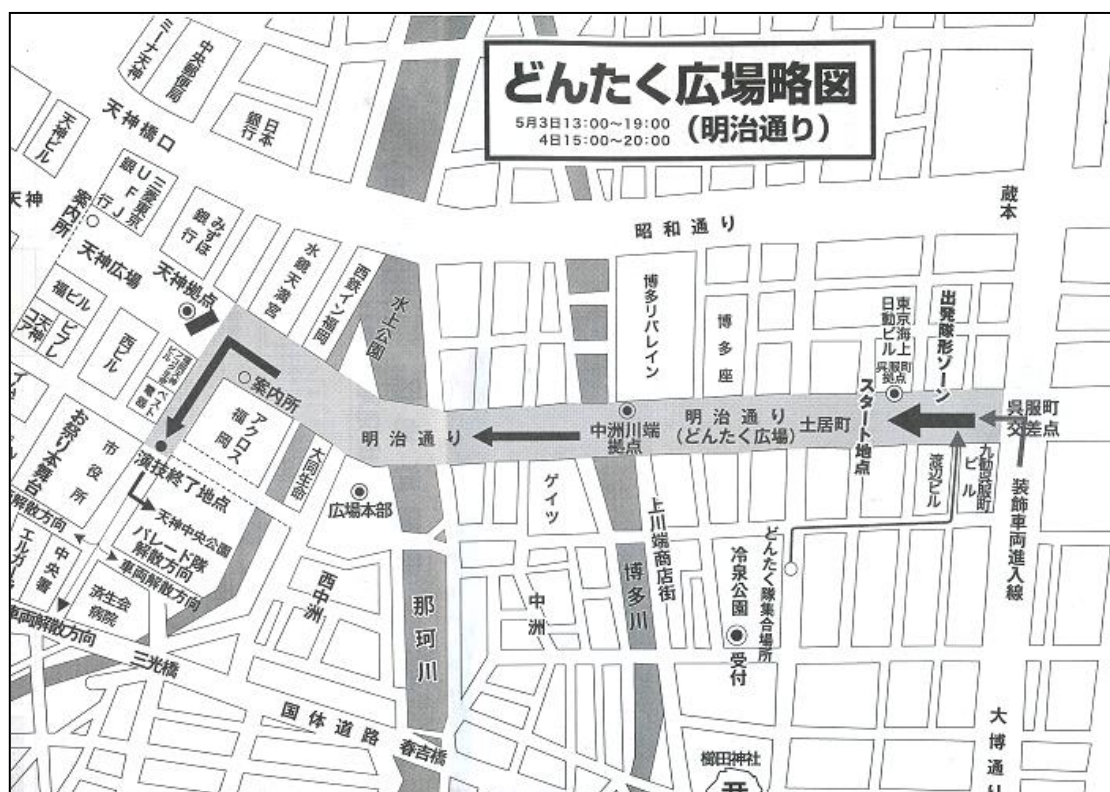 どんたく広場略図
5月3日13:00〜19:00
4日15:00〜20:00
(明治通り)
ミーナ天神
中央郵便局
日本銀行
天神橋口
天神ビル
天神
案内所
三菱東京UFJ銀行
みずほ銀行
水鏡天満宮
西鉄イン福岡
水上公園
昭和通り
蔵本
天神広場
天神拠点
福ビル
ビブレ
天神コア
西ビル
ベスト電器
案内所
アクロス福岡
大同生命
明治通り
博多リバレイン
博多座
東京海上日動ビル
呉服町拠点
出発隊形ゾーン
スタート地点
中洲川端拠点
明治通り
(どんたく広場)
土居町
呉服町交差点
お祭り本舞台
市役所
演技終了地点
天神中央公園
パレード隊解散方向
車両解散方向
車両解散方向
中央署
済生会病院
広場本部
西中洲
那珂川
中洲
ゲイツ
博多川
上川端商店街
冷泉公園
受付
どんたく隊集合場所
渡辺ビル
九勧呉服町ビル
装飾車両進入線
三光橋
国体道路
春吉橋
櫛田神社
大博通り